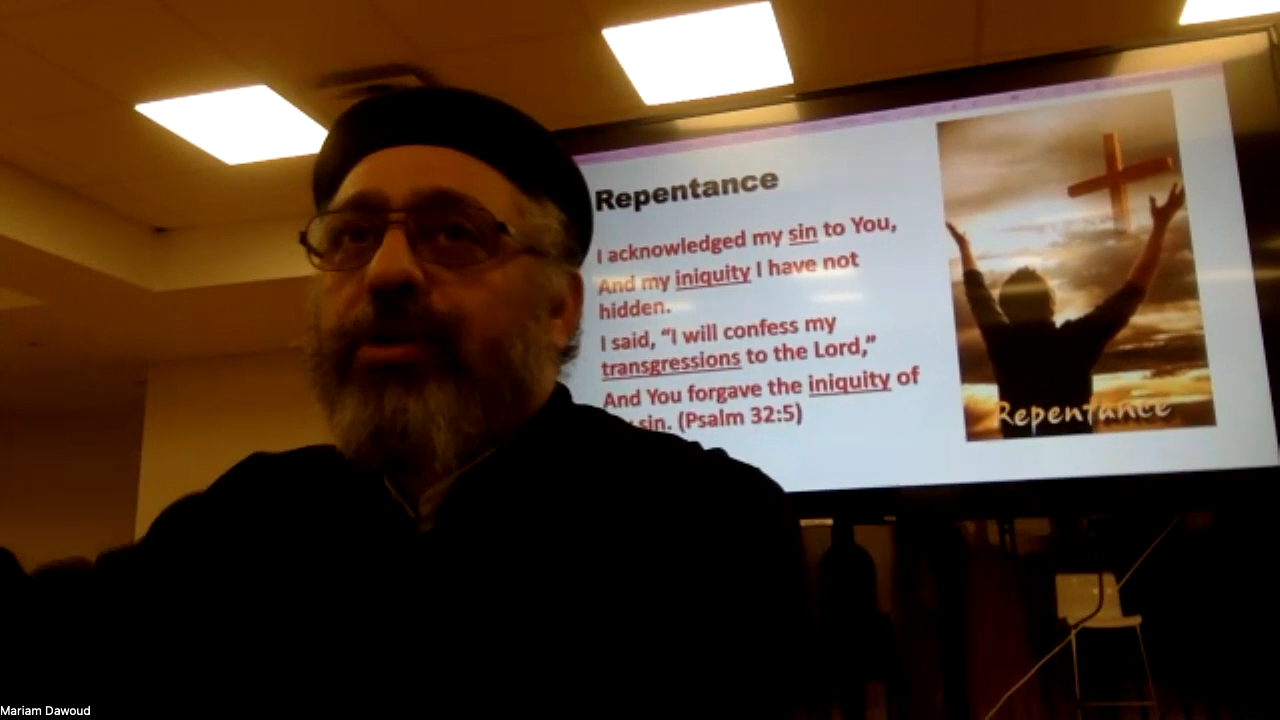 Repentance
I acknowledged my sin to You,
And my iniquity I have not
hidden.
I said, “I will confess my
transgressions to the Lord,”
And You forgave the iniquity of
sin. (Psalm 32:5)
Repentance
Mariam Dawoud